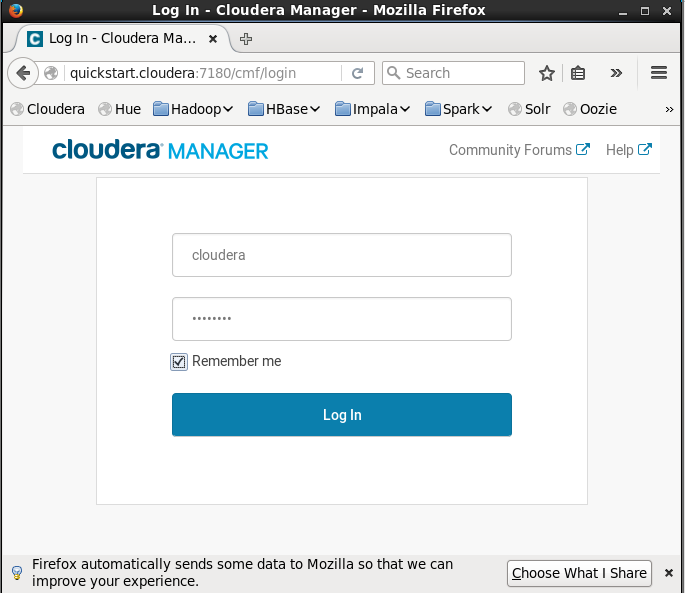 Log In - Cloudera Manager - Mozilla Firefox
Log In - Cloudera Ma...
quickstart.cloudera:7180/cmf/login
Search
Cloudera Hue Hadoop HBase Impala Spark Solr Oozie
cloudera MANAGER
Community Forums Help
cloudera
••••••••
Remember me
Log In
Firefox automatically sends some data to Mozilla so that we can
improve your experience.
Choose What I Share